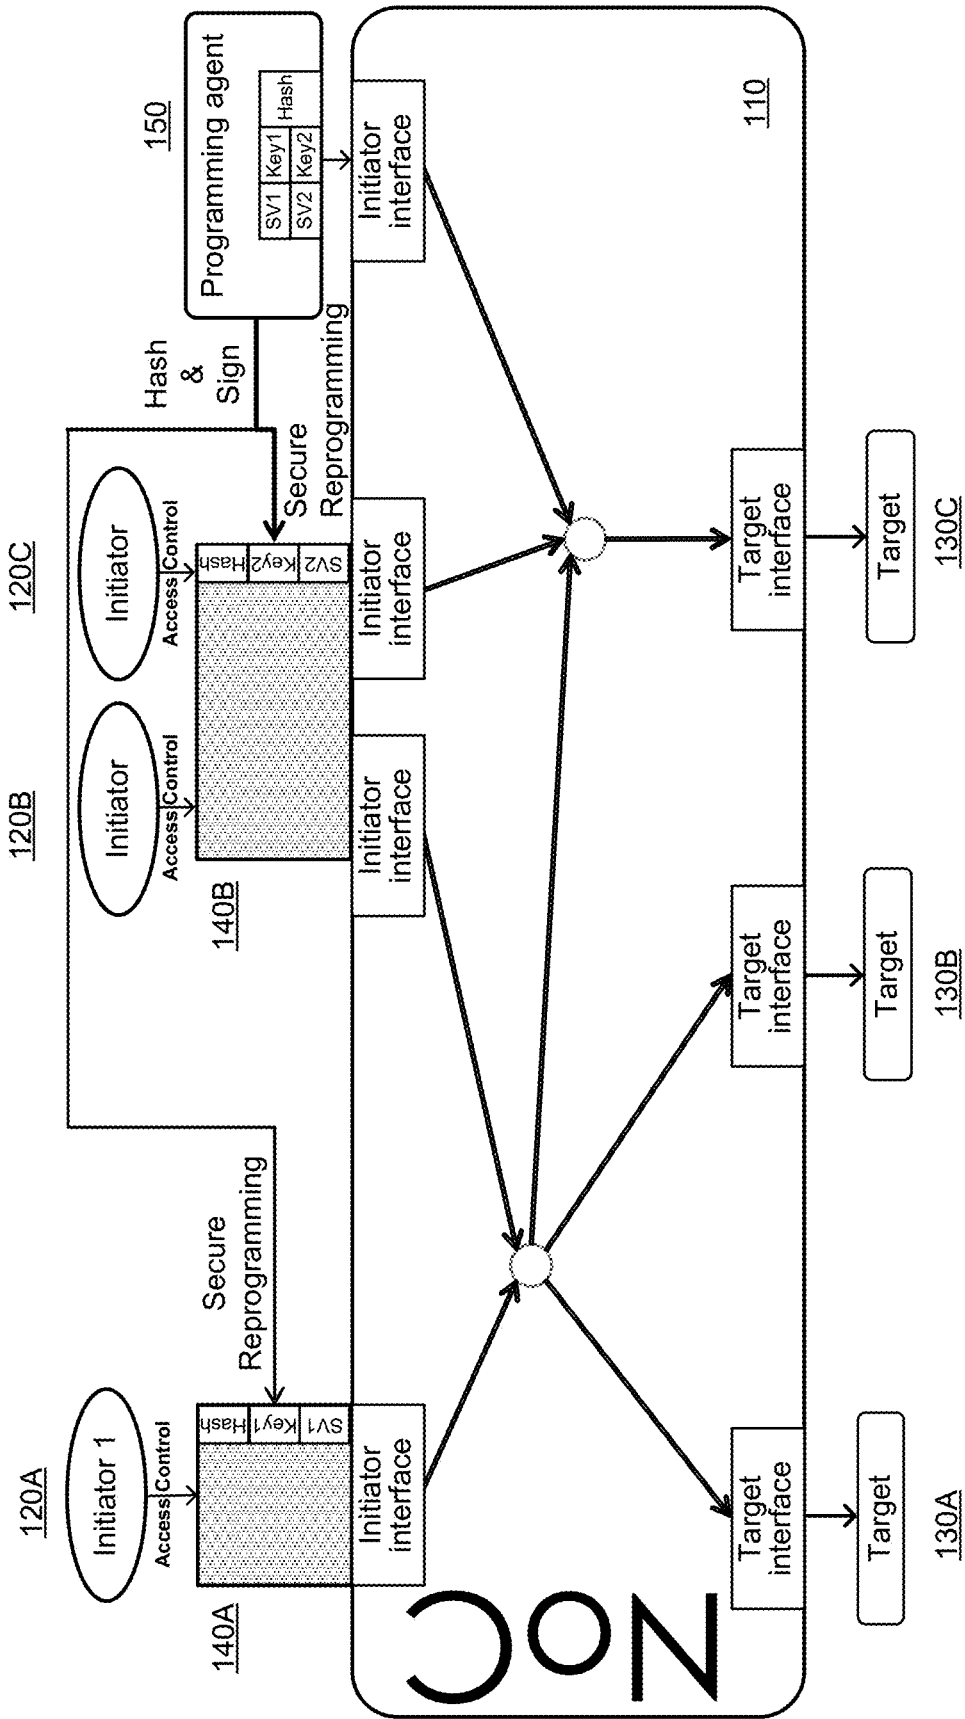 120A
120B
120C
150
Initiator 1
Initiator
Initiator
Programming agent
Access Control
Access Control
Access Control
Hash
&
Sign
SV1
Key1
SV2
Key2
Hash
Secure
Reprogramming
Secure
Reprogramming
140A
Hash
Key1
SV1
140B
Hash
Key2
SV2
Initiator
interface
Initiator
interface
Initiator
interface
Initiator
interface
NoC
110
Target
interface
Target
interface
Target
interface
Target
Target
Target
130A
130B
130C